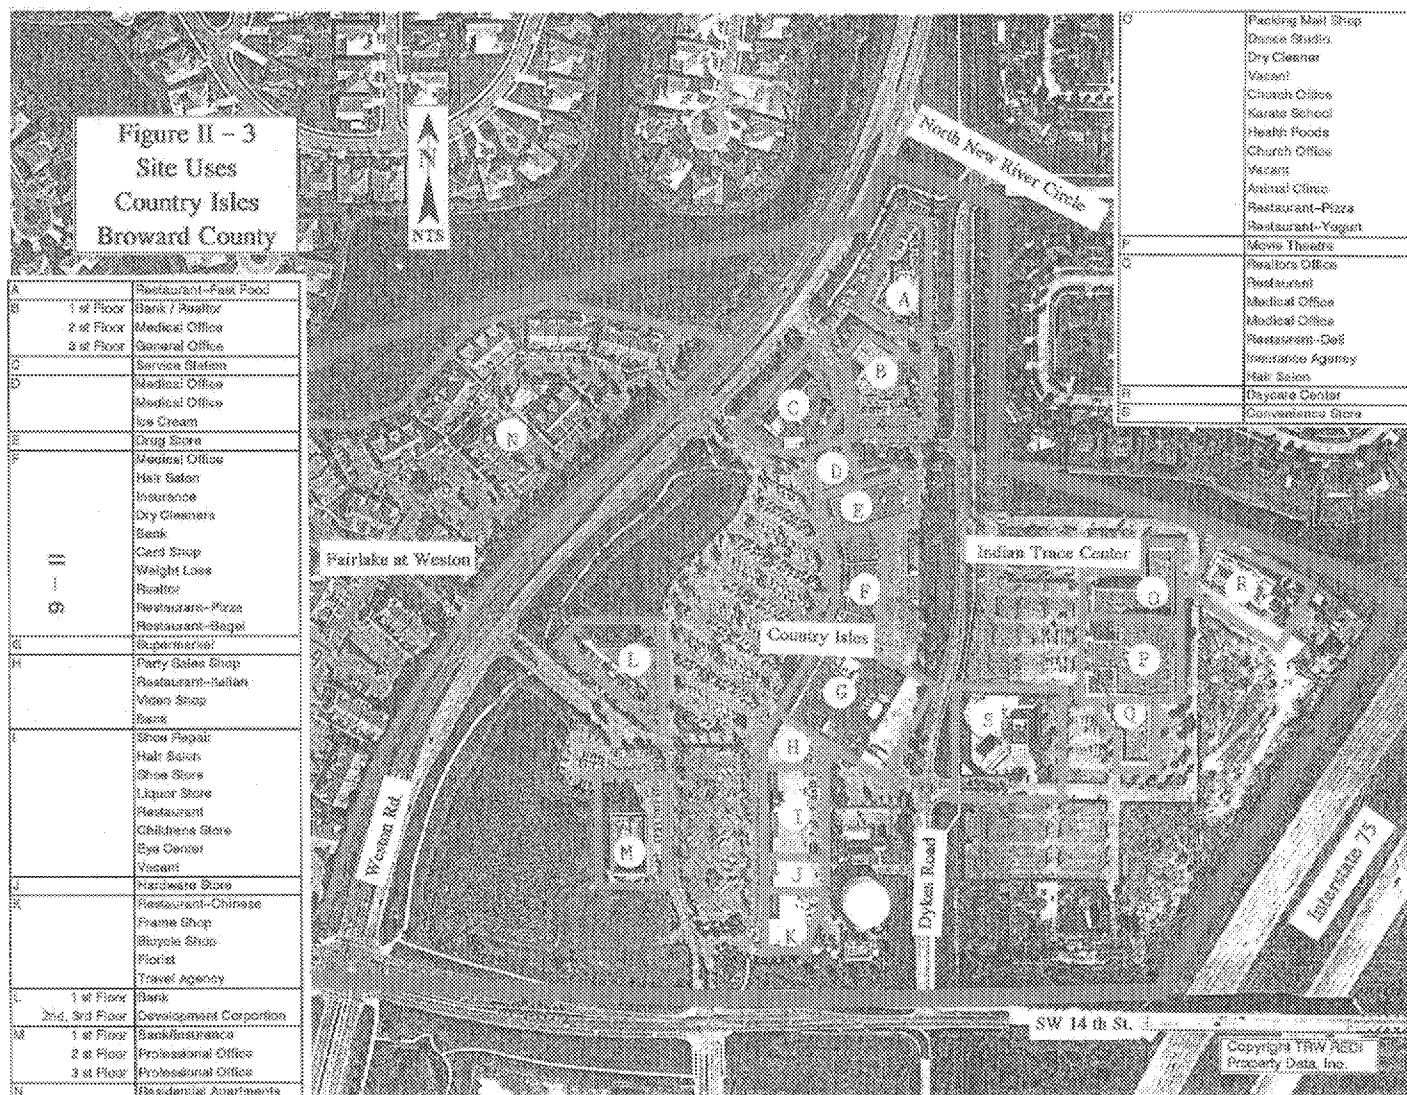 Figure II – 3
Site Uses
Country Isles
Broward County
N
NTS
A Restaurant–Fast Food
B 1 st Floor Bank / Realtor
2 st Floor Medical Office
3 st Floor General Office
C Service Station
D Medical Office
Medical Office
Ice Cream
E Drug Store
F Medical Office
Hair Salon
Insurance
Dry Cleaners
Bank
Card Shop
Weight Loss
Realtor
Restaurant–Pizza
Restaurant–Bagel
G Supermarket
H Party Sales Shop
Restaurant–Italian
Video Shop
Bank
I Shoe Repair
Hair Salon
Shoe Store
Liquor Store
Restaurant
Childrens Store
Eye Center
Vacant
J Hardware Store
K Restaurant–Chinese
Frame Shop
Bicycle Shop
Florist
Travel Agency
L 1 st Floor Bank
2nd, 3rd Floor Development Corportion
M 1 st Floor Bank/Insurance
2 st Floor Professional Office
3 st Floor Professional Office
N Residential Apartments
II – 9
O Packing Mail Shop
Dance Studio
Dry Cleaner
Vacant
Church Office
Karate School
Health Foods
Church Office
Vacant
Animal Clinic
Restaurant–Pizza
Restaurant–Yogurt
P Movie Theatre
Q Realtors Office
Restaurant
Medical Office
Medical Office
Restaurant–Deli
Insurance Agency
Hair Salon
R Daycare Center
S Convenience Store
North New River Circle
A
B
C
N
D
E
Fairlake at Weston
Indian Trace Center
F
O
R
Country Isles
L
P
G
S
Q
H
I
Weston Rd.
M
J
Dykes Road
K
Interstate 75
SW 14 th St.
Copyright TRW REDI
Property Data, Inc.